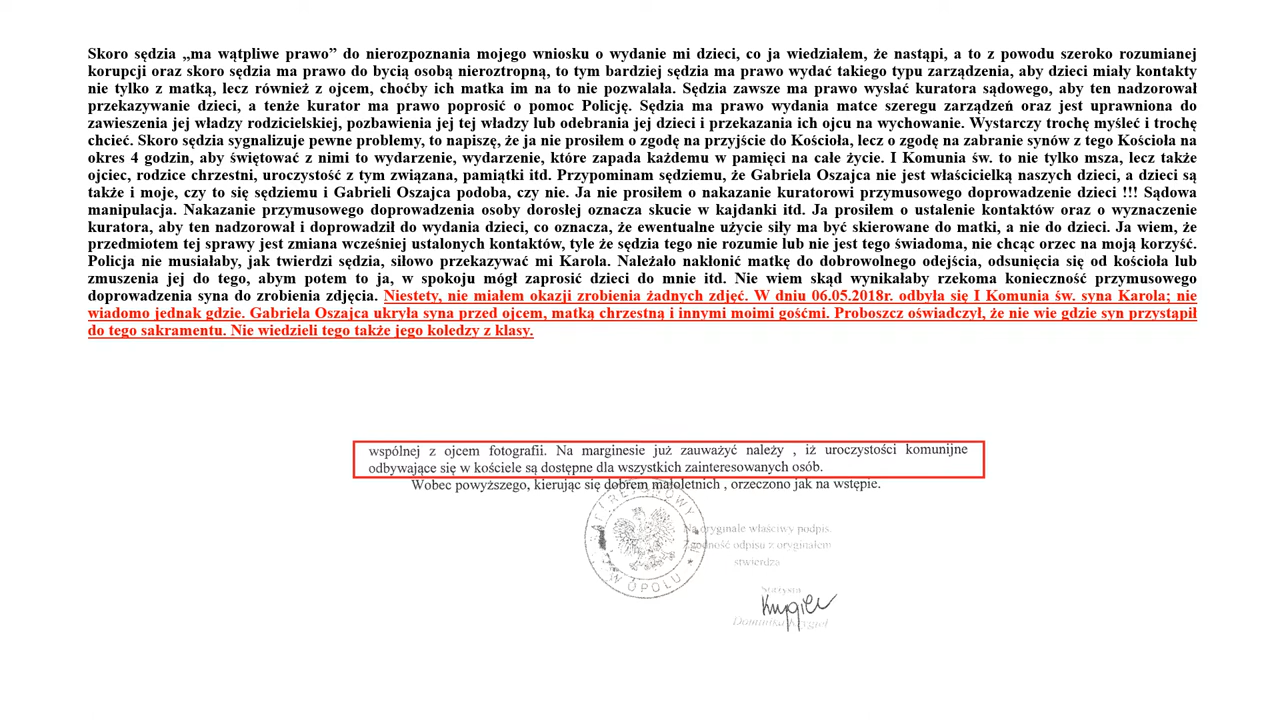 Skoro sędzia „ma wątpliwe prawo” do nierozpoznania mojego wniosku o wydanie mi dzieci, co ja wiedziałem, że nastąpi, a to z powodu szeroko rozumianej
korupcji oraz skoro sędzia ma prawo do bycią osobą nieroztropną, to tym bardziej sędzia ma prawo wydać takiego typu zarządzenia, aby dzieci miały kontakty
nie tylko z matką, lecz również z ojcem, choćby ich matka im na to nie pozwalała. Sędzia zawsze ma prawo wysłać kuratora sądowego, aby ten nadzorował
przekazywanie dzieci, a tenże kurator ma prawo poprosić o pomoc Policję. Sędzia ma prawo wydania matce szeregu zarządzeń oraz jest uprawniona do
zawieszenia jej władzy rodzicielskiej, pozbawienia jej tej władzy lub odebrania jej dzieci i przekazania ich ojcu na wychowanie. Wystarczy trochę myśleć i trochę
chcieć. Skoro sędzia sygnalizuje pewne problemy, to napiszę, że ja nie prosiłem o zgodę na przyjście do Kościoła, lecz o zgodę na zabranie synów z tego Kościoła na
okres 4 godzin, aby świętować z nimi to wydarzenie, wydarzenie, które zapada każdemu w pamięci na całe życie. I Komunia św. to nie tylko msza, lecz także
ojciec, rodzice chrzestni, uroczystość z tym związana, pamiątki itd. Przypominam sędziemu, że Gabriela Oszajca nie jest właścicielką naszych dzieci, a dzieci są
także i moje, czy to się sędziemu i Gabrieli Oszajca podoba, czy nie. Ja nie prosiłem o nakazanie kuratorowi przymusowego doprowadzenie dzieci !!! Sądowa
manipulacja. Nakazanie przymusowego doprowadzenia osoby dorosłej oznacza skucie w kajdanki itd. Ja prosiłem o ustalenie kontaktów oraz o wyznaczenie
kuratora, aby ten nadzorował i doprowadził do wydania dzieci, co oznacza, że ewentualne użycie siły ma być skierowane do matki, a nie do dzieci. Ja wiem, że
przedmiotem tej sprawy jest zmiana wcześniej ustalonych kontaktów, tyle że sędzia tego nie rozumie lub nie jest tego świadoma, nie chcąc orzec na moją korzyść.
Policja nie musiałaby, jak twierdzi sędzia, siłowo przekazywać mi Karola. Należało nakłonić matkę do dobrowolnego odejścia, odsunięcia się od kościoła lub
zmuszenia jej do tego, abym potem to ja, w spokoju mógł zaprosić dzieci do mnie itd. Nie wiem skąd wynikałaby rzekoma konieczność przymusowego
doprowadzenia syna do zrobienia zdjęcia. Niestety, nie miałem okazji zrobienia żadnych zdjęć. W dniu 06.05.2018r. odbyła się I Komunia św. syna Karola; nie
wiadomo jednak gdzie. Gabriela Oszajca ukryła syna przed ojcem, matką chrzestną i innymi moimi gośćmi. Proboszcz oświadczył, że nie wie gdzie syn przystąpił
do tego sakramentu. Nie wiedzieli tego także jego koledzy z klasy.
wspólnej z ojcem fotografii. Na marginesie już zauważyć należy , iż uroczystości komunijne
odbywające się w kościele są dostępne dla wszystkich zainteresowanych osób.
Wobec powyższego, kierując się dobrem małoletnich , orzeczono jak na wstępie.
REJONOWY
W OPOLU
Na oryginale właściwy podpis.
Zgodność odpisu z oryginałem
stwierdza
Stażysta
Dominika